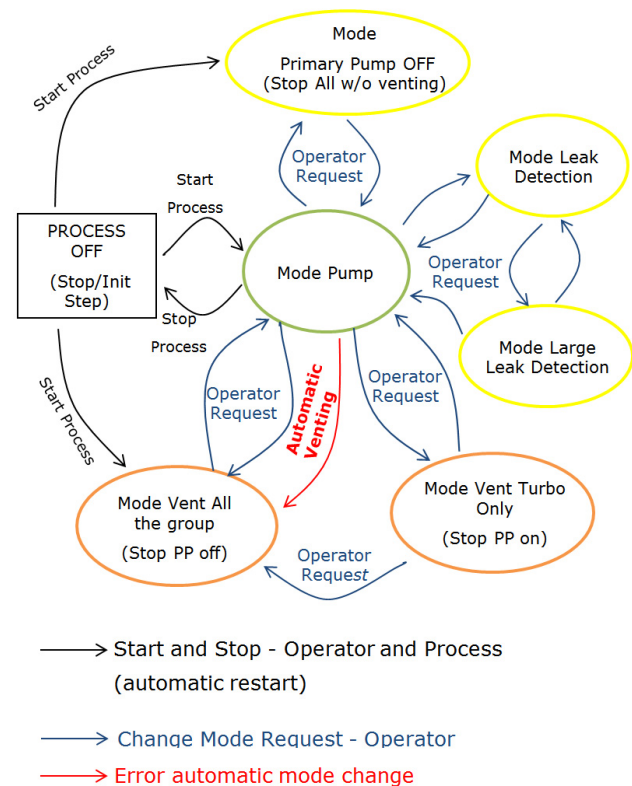 Mode
Primary Pump OFF
(Stop All w/o venting)
Start Process
Operator
Request
Mode Leak
Detection
Start
Process
PROCESS
OFF
(Stop/Init
Step)
Mode Pump
Operator
Request
Stop
Process
Mode Large
Leak Detection
Start Process
Operator
Request
Automatic
Venting
Operator
Request
Mode Vent All
the group
(Stop PP off)
Mode Vent Turbo
Only
(Stop PP on)
Operator
Request
Start and Stop - Operator and Process
(automatic restart)
Change Mode Request - Operator
Error automatic mode change